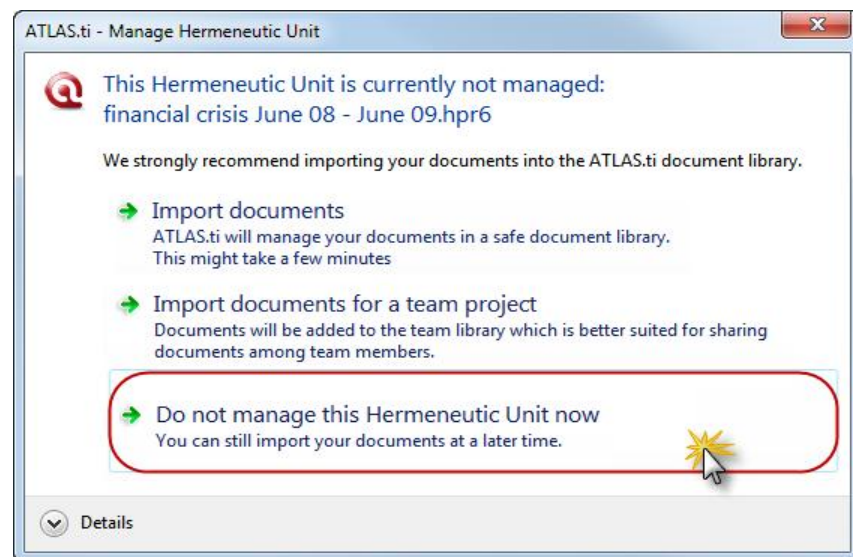 ATLAS.ti - Manage Hermeneutic Unit
This Hermeneutic Unit is currently not managed:
financial crisis June 08 - June 09.hpr6
We strongly recommend importing your documents into the ATLAS.ti document library.
Import documents
ATLAS.ti will manage your documents in a safe document library.
This might take a few minutes
Import documents for a team project
Documents will be added to the team library which is better suited for sharing
documents among team members.
Do not manage this Hermeneutic Unit now
You can still import your documents at a later time.
Details